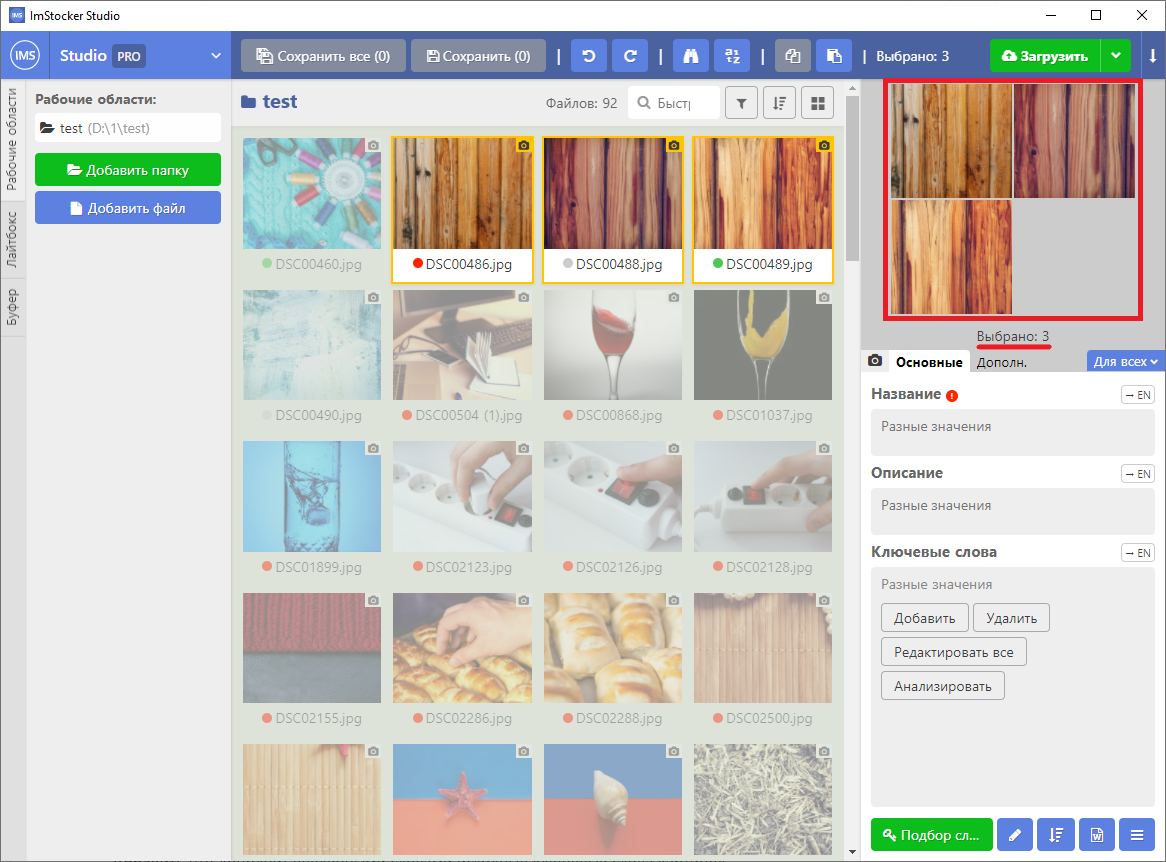 ImStocker Studio
IMS Studio PRO
Сохранить все (0)
Сохранить (0)
Выбрано: 3
Загрузить
Рабочие области
Лайтбокс
Буфер
Рабочие области:
test (D:\1\test)
Добавить папку
Добавить файл
test
Файлов: 92
Быстр
DSC00460.jpg
DSC00486.jpg
DSC00488.jpg
DSC00489.jpg
DSC00490.jpg
DSC00504 (1).jpg
DSC00868.jpg
DSC01037.jpg
DSC01899.jpg
DSC02123.jpg
DSC02126.jpg
DSC02128.jpg
DSC02155.jpg
DSC02286.jpg
DSC02288.jpg
DSC02500.jpg
Выбрано: 3
Основные
Дополн.
Для всех
Название
→ EN
Разные значения
Описание
→ EN
Разные значения
Ключевые слова
→ EN
Разные значения
Добавить
Удалить
Редактировать все
Анализировать
Подбор сл...